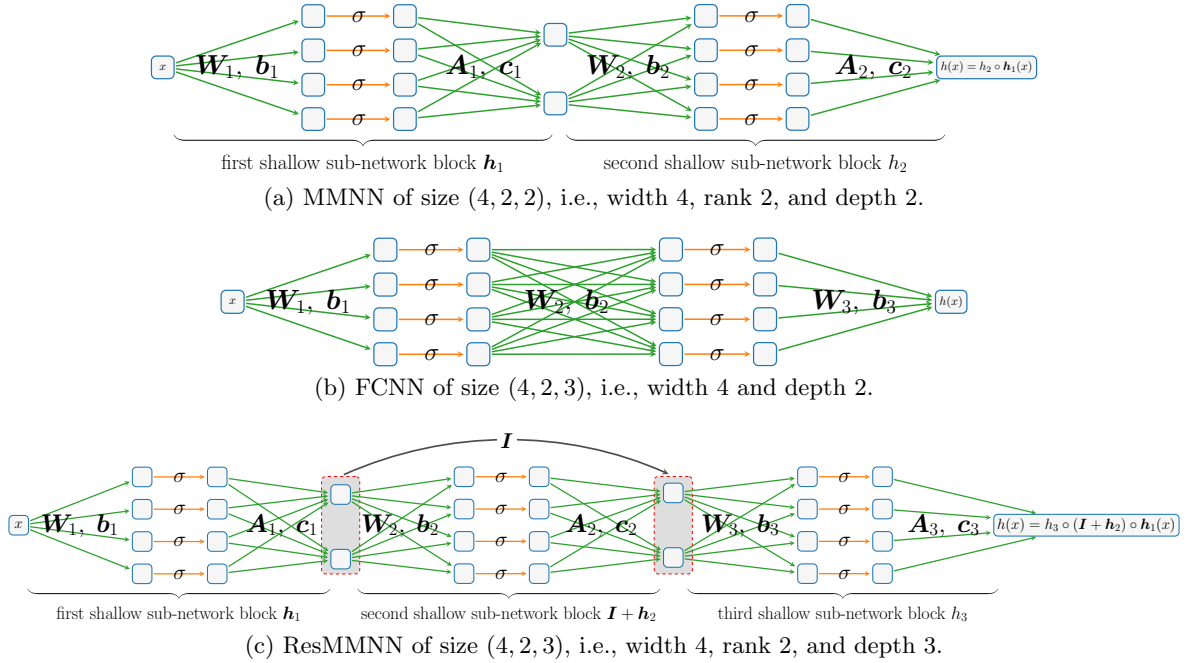 σ
σ
σ
σ
σ
σ
σ
σ
x
W₁, b₁
A₁, c₁
W₂, b₂
A₂, c₂
h(x) = h₂ ∘ h₁(x)
first shallow sub-network block h₁
second shallow sub-network block h₂
(a) MMNN of size (4, 2, 2), i.e., width 4, rank 2, and depth 2.
σ
σ
σ
σ
σ
σ
σ
σ
x
W₁, b₁
W₂, b₂
W₃, b₃
h(x)
(b) FCNN of size (4, 2, 3), i.e., width 4 and depth 2.
I
σ
σ
σ
σ
σ
σ
σ
σ
σ
σ
σ
σ
x
W₁, b₁
A₁, c₁
W₂, b₂
A₂, c₂
W₃, b₃
A₃, c₃
h(x) = h₃ ∘ (I + h₂) ∘ h₁(x)
first shallow sub-network block h₁
second shallow sub-network block I + h₂
third shallow sub-network block h₃
(c) ResMMNN of size (4, 2, 3), i.e., width 4, rank 2, and depth 3.